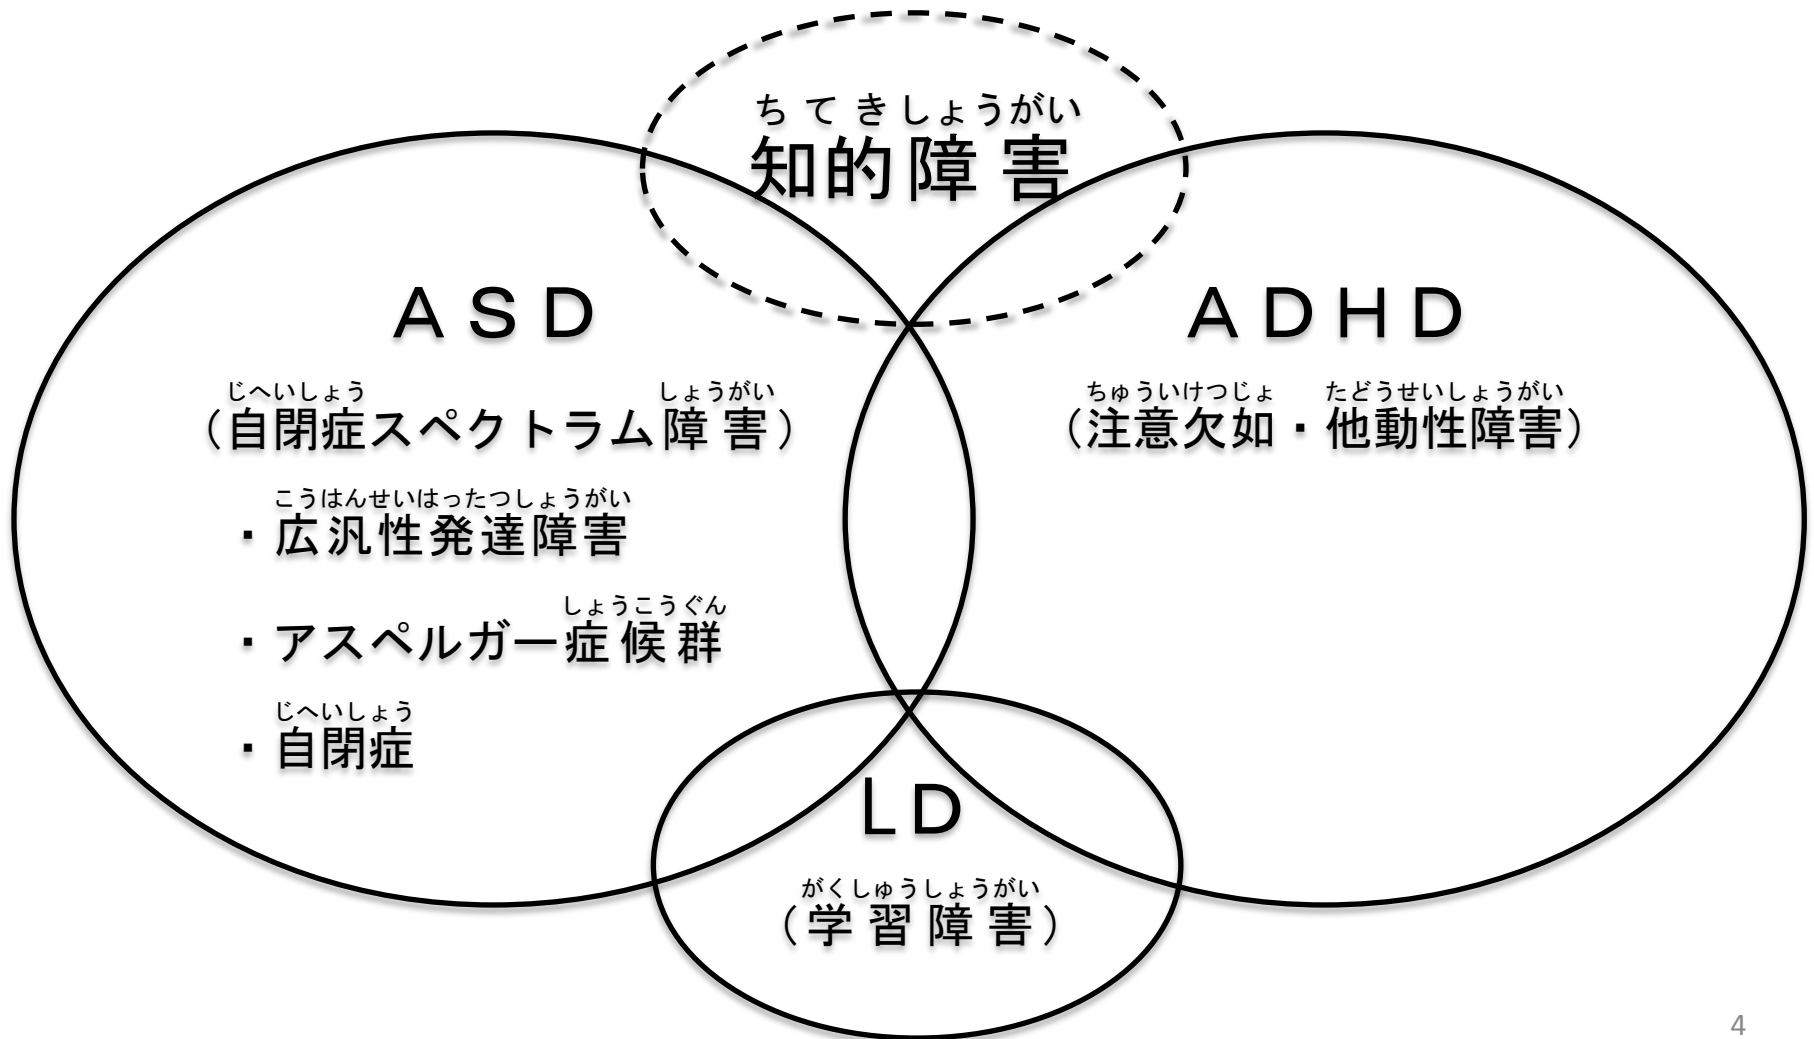 ちてきしょうがい
知的障害
ＡＳＤ
じへいしょう しょうがい
（自閉症スペクトラム障害）
こうはんせいはったつしょうがい
・広汎性発達障害
しょうこうぐん
・アスペルガー症候群
じへいしょう
・自閉症
ＡＤＨＤ
ちゅういけつじょ たどうせいしょうがい
（注意欠如・他動性障害）
ＬＤ
がくしゅうしょうがい
（学習障害）
4